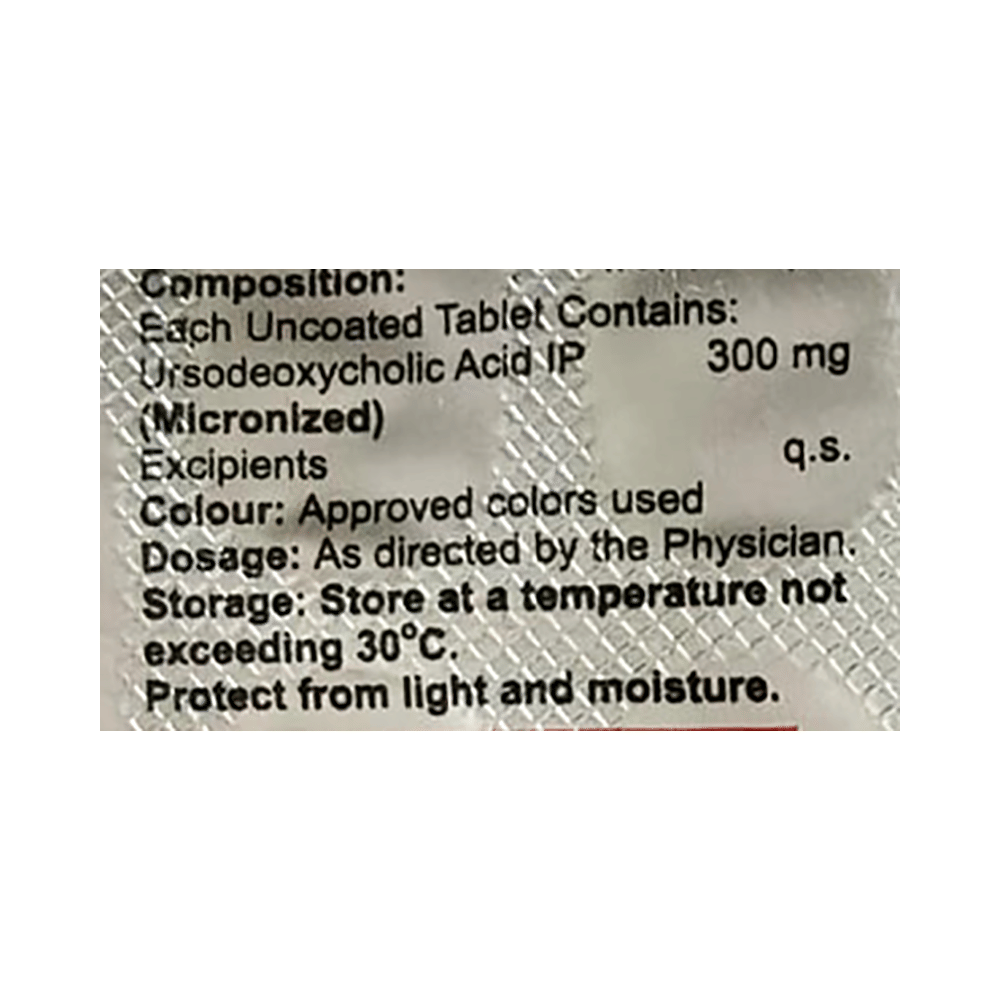 Composition:
Each Uncoated Tablet Contains:
Ursodeoxycholic Acid IP 300 mg
(Micronized)
Excipients q.s.
Colour: Approved colors used
Dosage: As directed by the Physician.
Storage: Store at a temperature not
exceeding 30°C.
Protect from light and moisture.